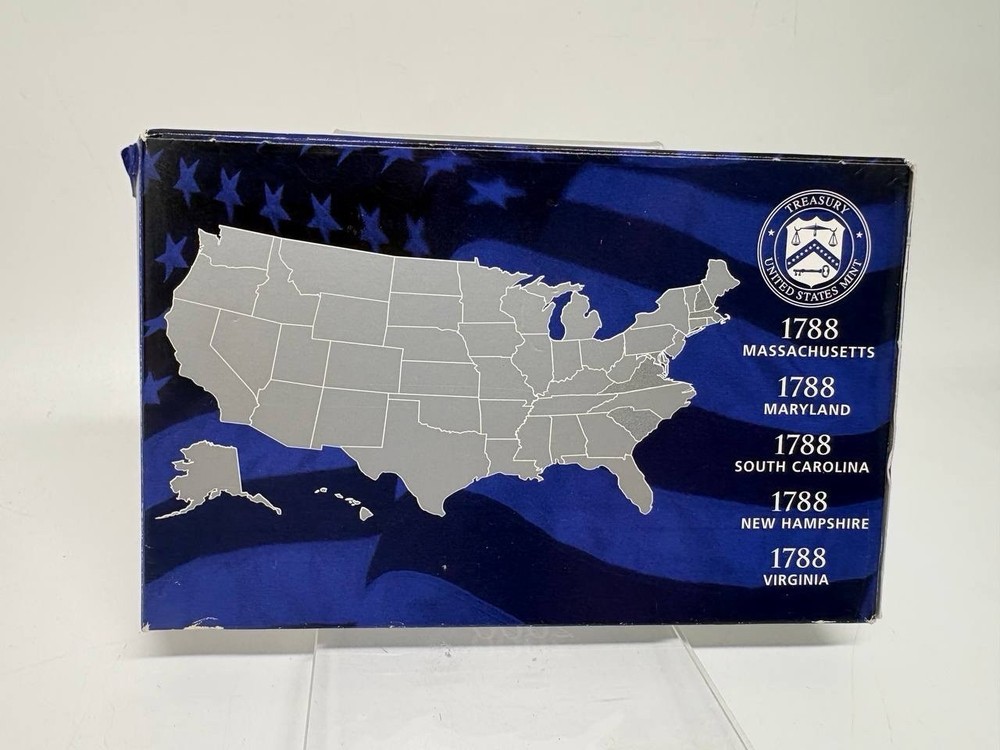 TREASURY
UNITED STATES MINT
1788
MASSACHUSETTS
1788
MARYLAND
1788
SOUTH CAROLINA
1788
NEW HAMPSHIRE
1788
VIRGINIA